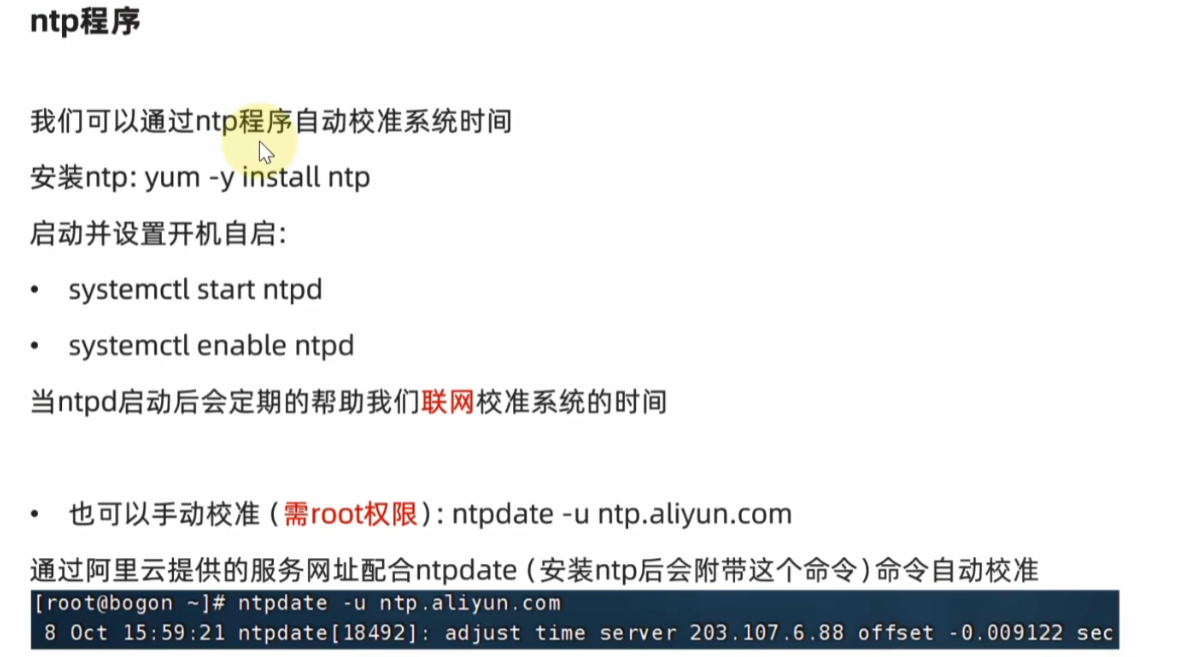 ntp程序
我们可以通过ntp程序自动校准系统时间
安装ntp: yum -y install ntp
启动并设置开机自启:
• systemctl start ntpd
• systemctl enable ntpd
当ntpd启动后会定期的帮助我们联网校准系统的时间
• 也可以手动校准(需root权限): ntpdate -u ntp.aliyun.com
通过阿里云提供的服务网址配合ntpdate(安装ntp后会附带这个命令)命令自动校准
[root@bogon ~]# ntpdate -u ntp.aliyun.com
8 Oct 15:59:21 ntpdate[18492]: adjust time server 203.107.6.88 offset -0.009122 sec